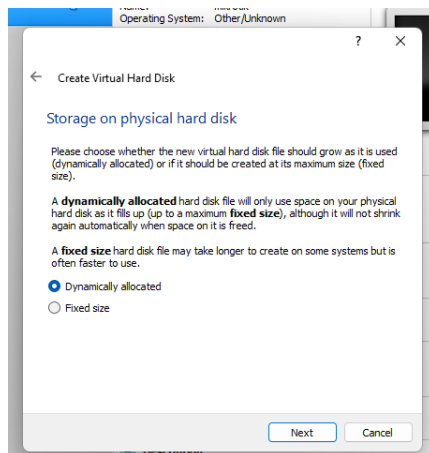 Operating System: Other/Unknown
?
Create Virtual Hard Disk
Storage on physical hard disk
Please choose whether the new virtual hard disk file should grow as it is used
(dynamically allocated) or if it should be created at its maximum size (fixed
size).
A dynamically allocated hard disk file will only use space on your physical
hard disk as it fills up (up to a maximum fixed size), although it will not shrink
again automatically when space on it is freed.
A fixed size hard disk file may take longer to create on some systems but is
often faster to use.
Dynamically allocated
Fixed size
Next Cancel